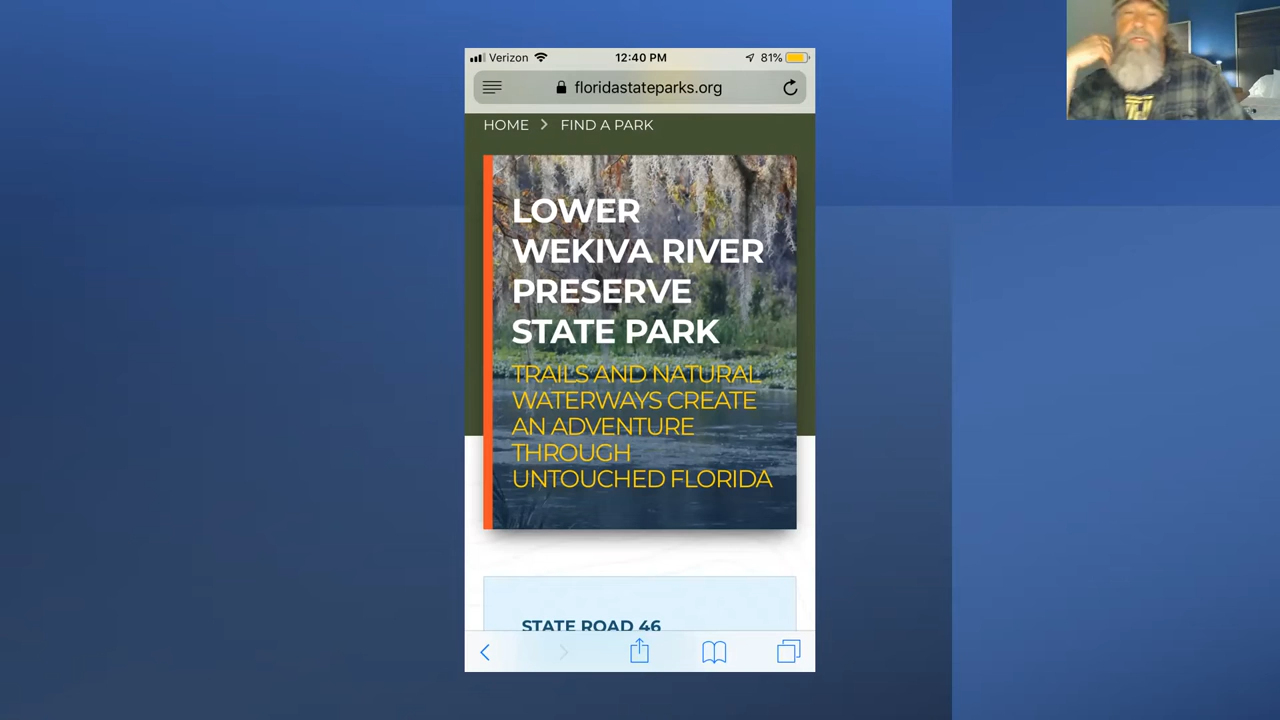 Verizon 12:40 PM 81%
floridastateparks.org
HOME > FIND A PARK
LOWER
WEKIVA RIVER
PRESERVE
STATE PARK
TRAILS AND NATURAL
WATERWAYS CREATE
AN ADVENTURE
THROUGH
UNTOUCHED FLORIDA
STATE ROAD 46